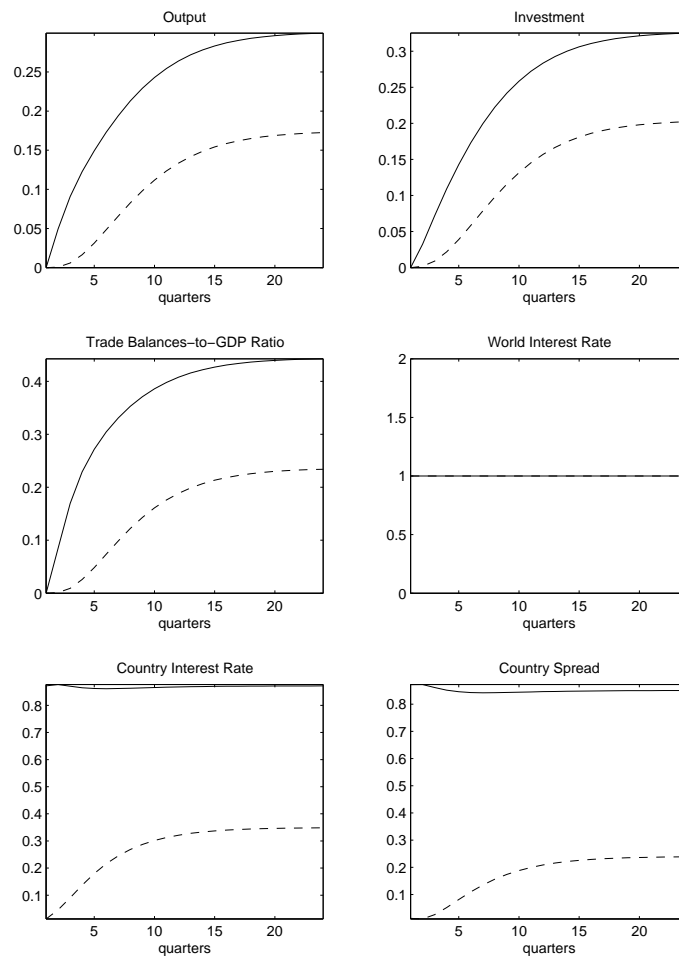 Output
0.25
0.2
0.15
0.1
0.05
0
5 10 15 20
quarters
Investment
0.3
0.25
0.2
0.15
0.1
0.05
0
5 10 15 20
quarters
Trade Balances−to−GDP Ratio
0.4
0.3
0.2
0.1
0
5 10 15 20
quarters
World Interest Rate
2
1.5
1
0.5
0
5 10 15 20
quarters
Country Interest Rate
0.8
0.7
0.6
0.5
0.4
0.3
0.2
0.1
5 10 15 20
quarters
Country Spread
0.8
0.7
0.6
0.5
0.4
0.3
0.2
0.1
5 10 15 20
quarters